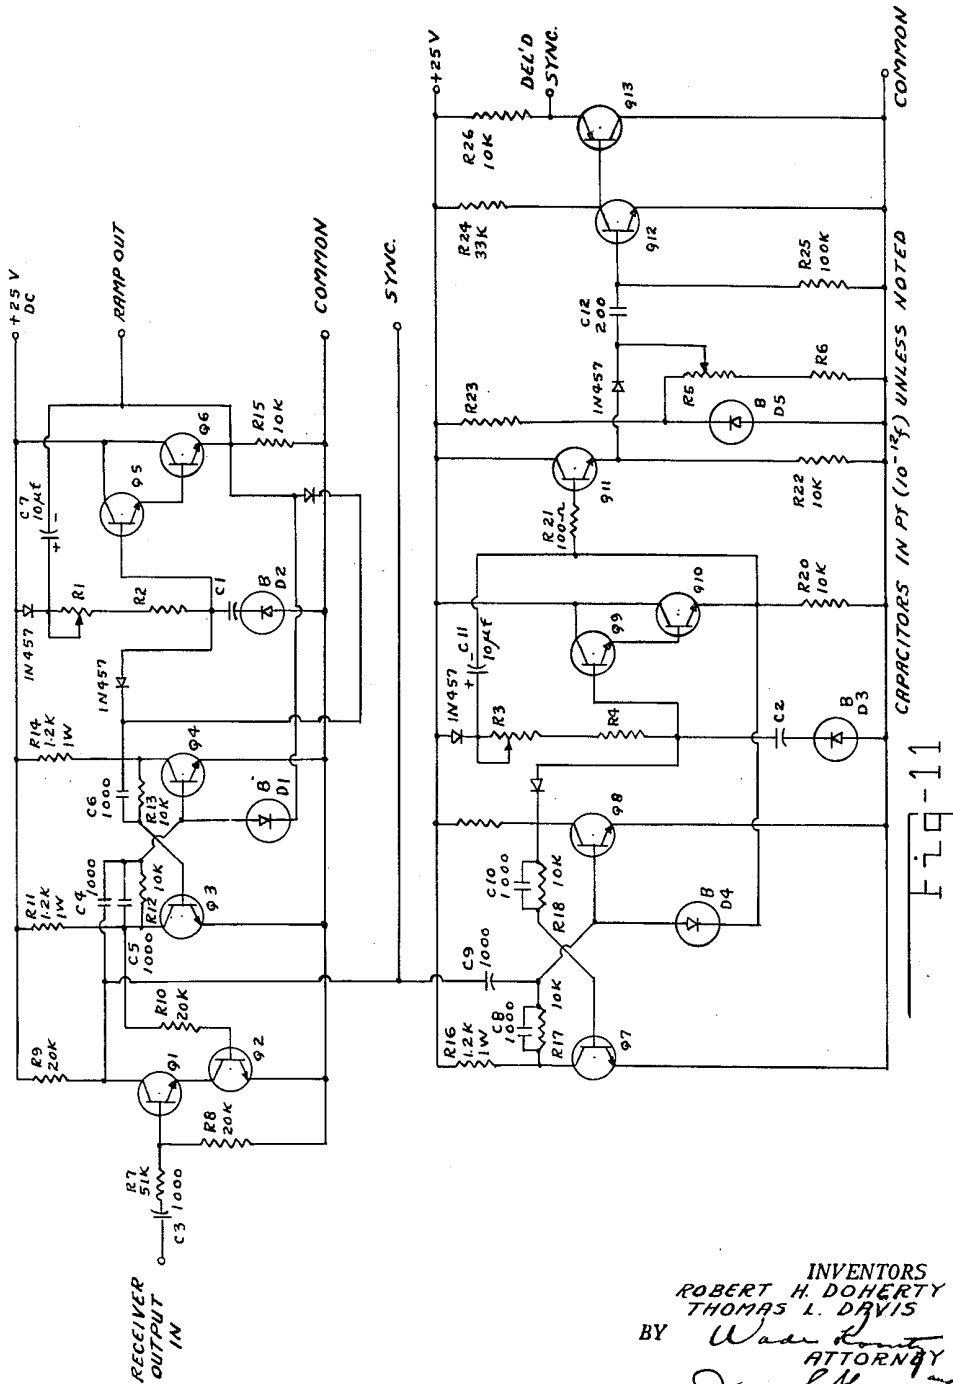 RECEIVER
OUTPUT
IN
C3 1000
R7
51K
R8
20K
R9
20K
Q1
Q2
R10
20K
R11
1.2K
1W
C4
1000
C5
1000
R12
10K
Q3
R13
10K
C6
1000
R14
1.2K
1W
Q4
B
D1
1N457
1N457
R1
R2
C1
B
D2
C7
10μf
+ -
Q5
Q6
R15
10K
+25V
DC
RAMP OUT
COMMON
SYNC.
R16
1.2K
1W
C8
1000
R17
10K
Q7
C9
1000
C10
1000
R18
10K
Q8
B
D4
1N457
R3
R4
C2
B
D3
C11
10μf
+ -
Q9
Q10
R20
10K
R21
100Ω
Q11
R22
10K
R23
1N457
B
D5
R5
R6
C12
200
R24
33K
Q12
R25
100K
R26
10K
Q13
+25V
DEL'D
SYNC.
COMMON
CAPACITORS IN Pf (10⁻¹²f) UNLESS NOTED
Fig-11
INVENTORS
ROBERT H. DOHERTY
THOMAS L. DAVIS
BY Wade
ATTORNEY